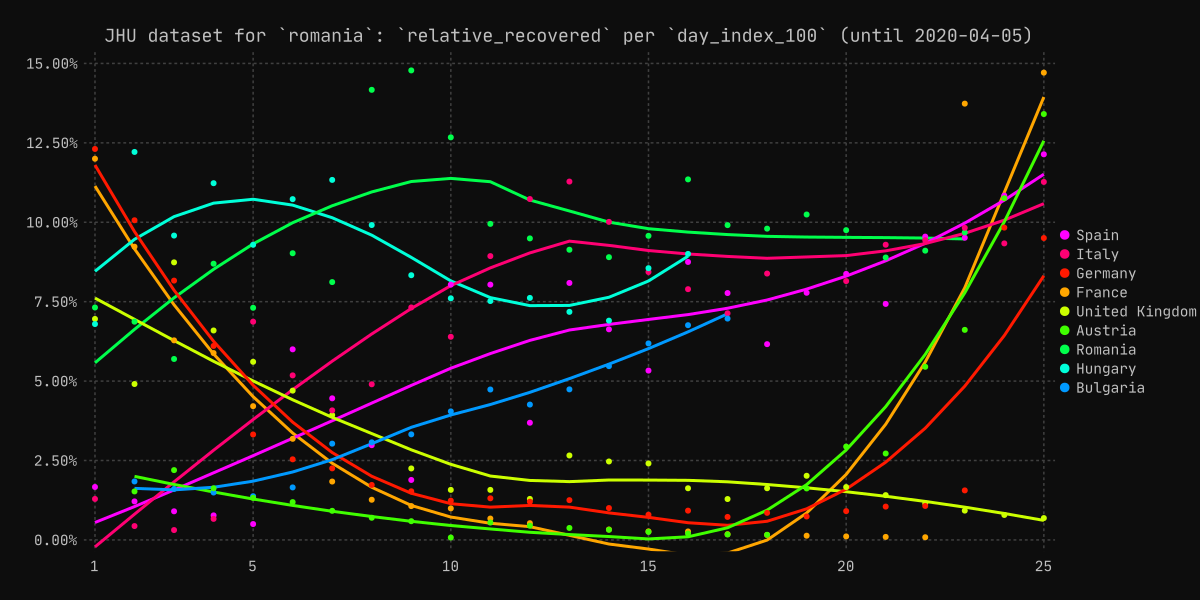 JHU dataset for `romania`: `relative_recovered` per `day_index_100` (until 2020-04-05)
15.00%
12.50%
10.00%
7.50%
5.00%
2.50%
0.00%
1 5 10 15 20 25
Spain
Italy
Germany
France
United Kingdom
Austria
Romania
Hungary
Bulgaria